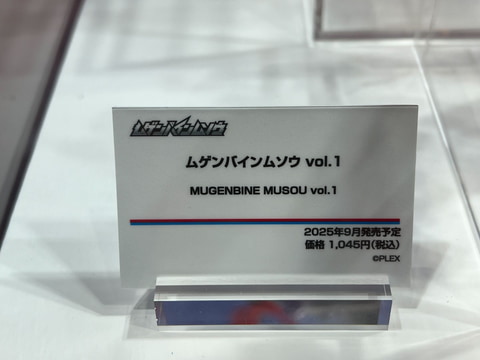 ムゲンバインムソウ
ムゲンバインムソウ vol.1
MUGENBINE MUSOU vol.1
2025年9月発売予定
価格 1,045円(税込)
©PLEX